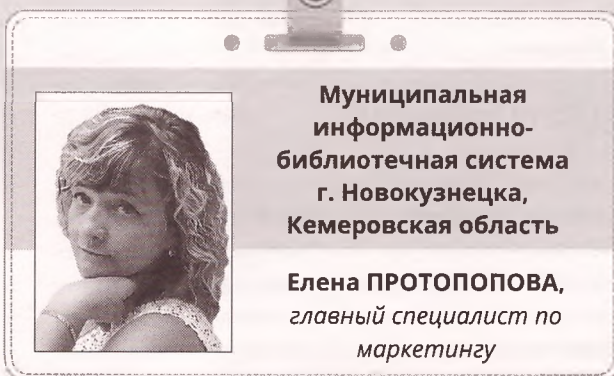 Муниципальная
информационно-
библиотечная система
г. Новокузнецка,
Кемеровская область
Елена ПРОТОПОПОВА,
главный специалист по
маркетингу